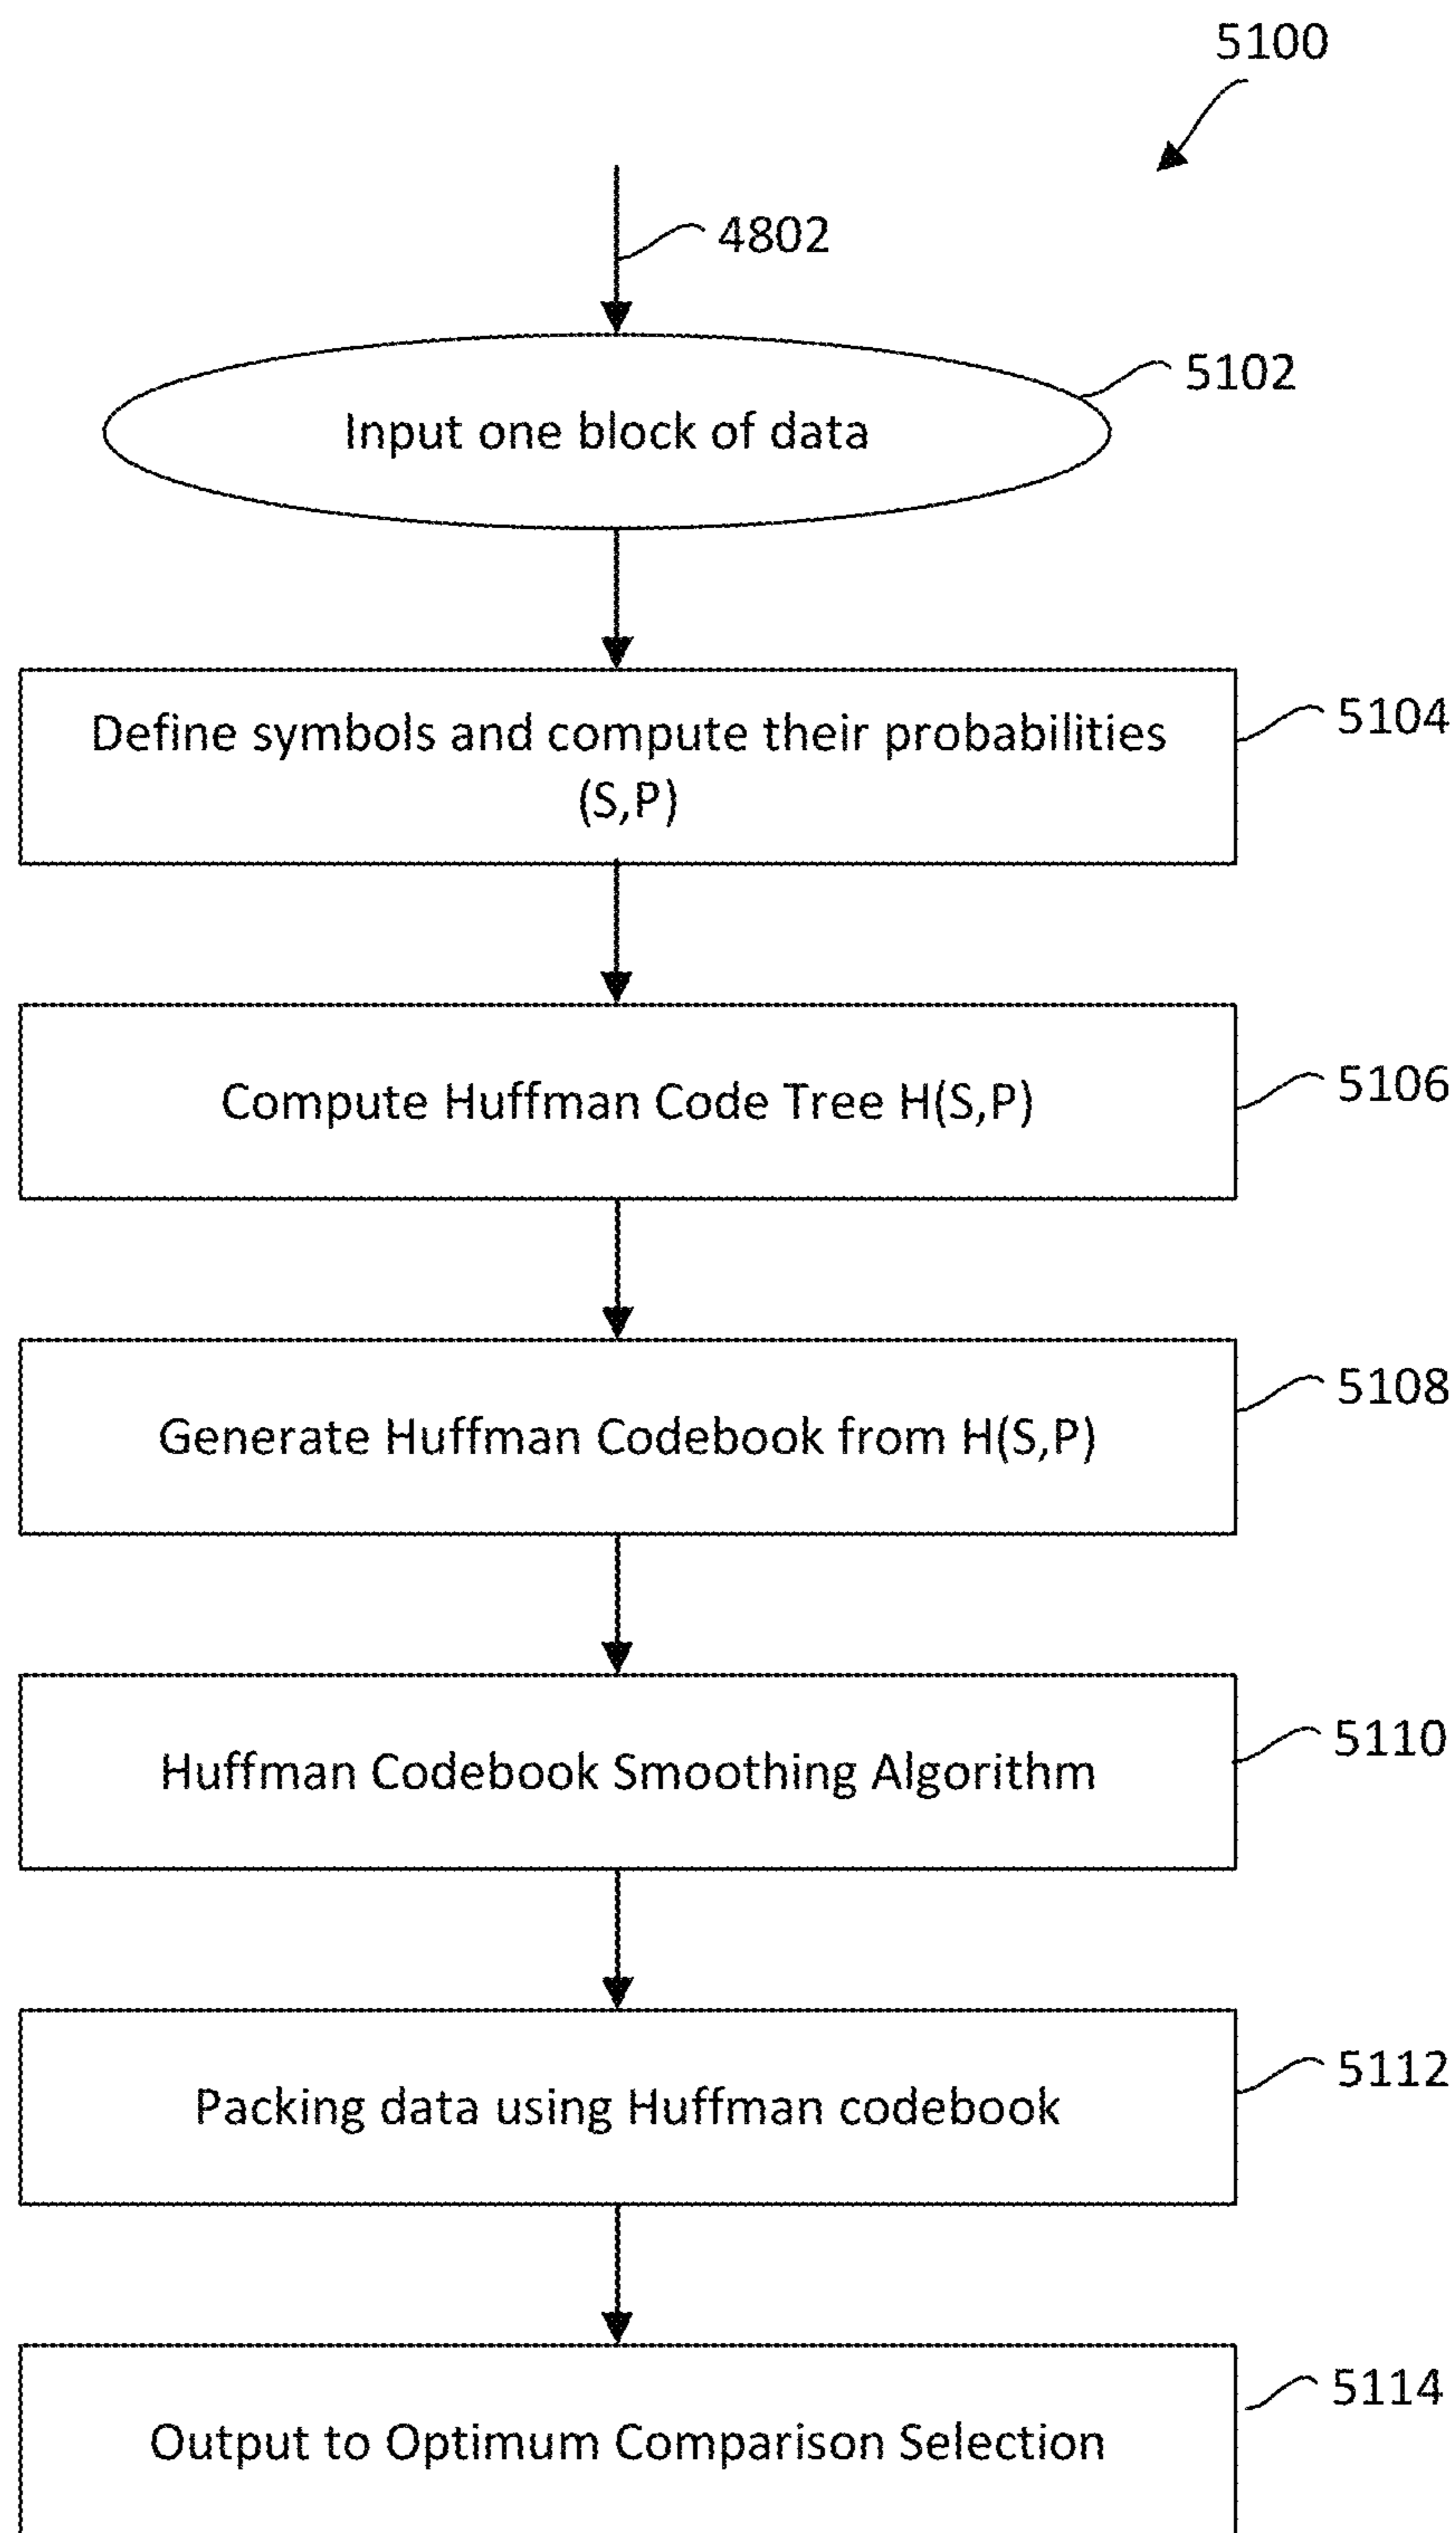 5100
4802
5102
Input one block of data
5104
Define symbols and compute their probabilities
(S,P)
5106
Compute Huffman Code Tree H(S,P)
5108
Generate Huffman Codebook from H(S,P)
5110
Huffman Codebook Smoothing Algorithm
5112
Packing data using Huffman codebook
5114
Output to Optimum Comparison Selection